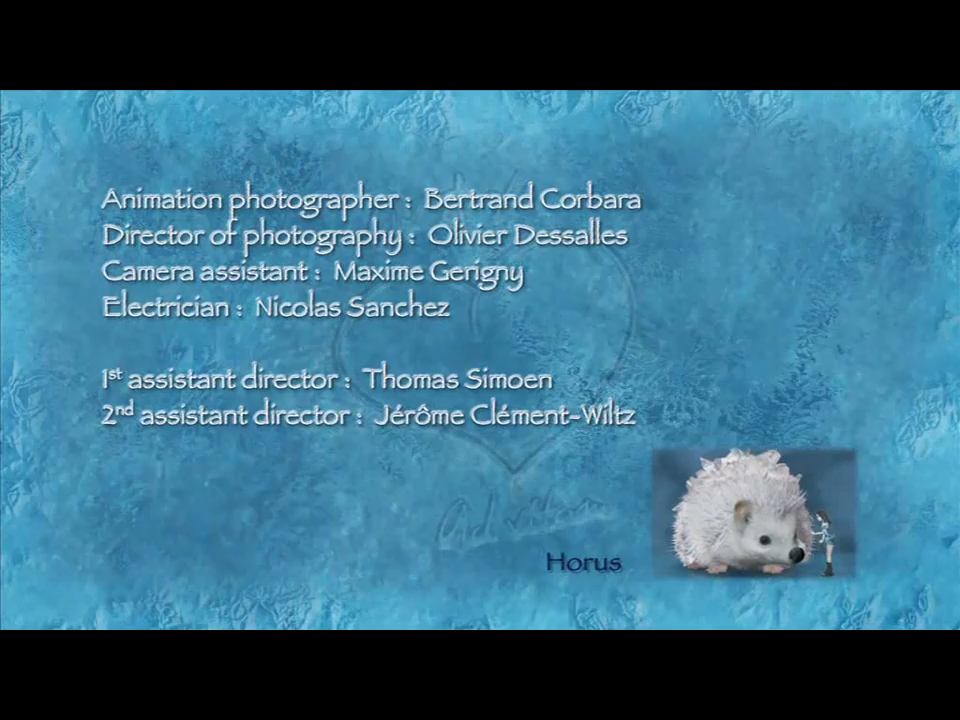 Animation photographer : Bertrand Corbara
Director of photography : Olivier Dessalles
Camera assistant : Maxime Gerigny
Electrician : Nicolas Sanchez
1st assistant director : Thomas Simoen
2nd assistant director : Jérôme Clément-Wiltz
Horus